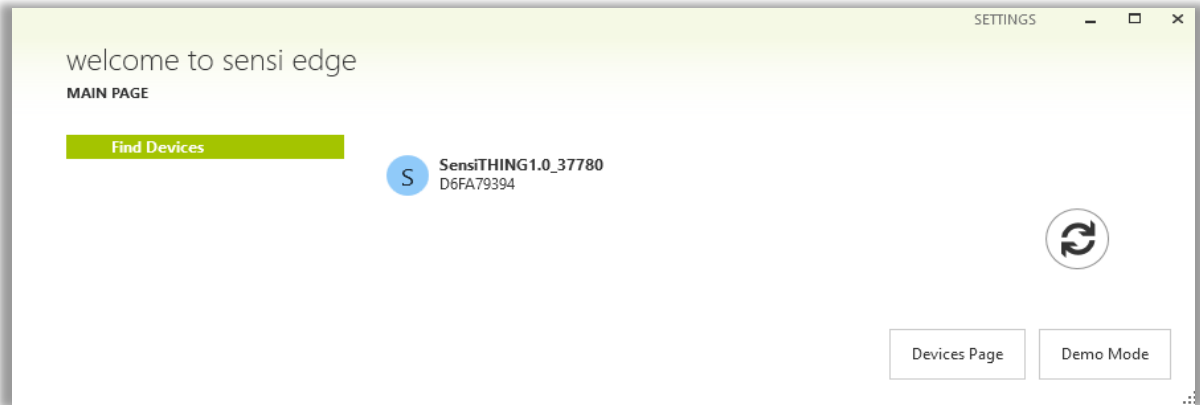 SETTINGS
welcome to sensi edge
MAIN PAGE
Find Devices
S
SensiTHING1.0_37780
D6FA79394
Devices Page
Demo Mode